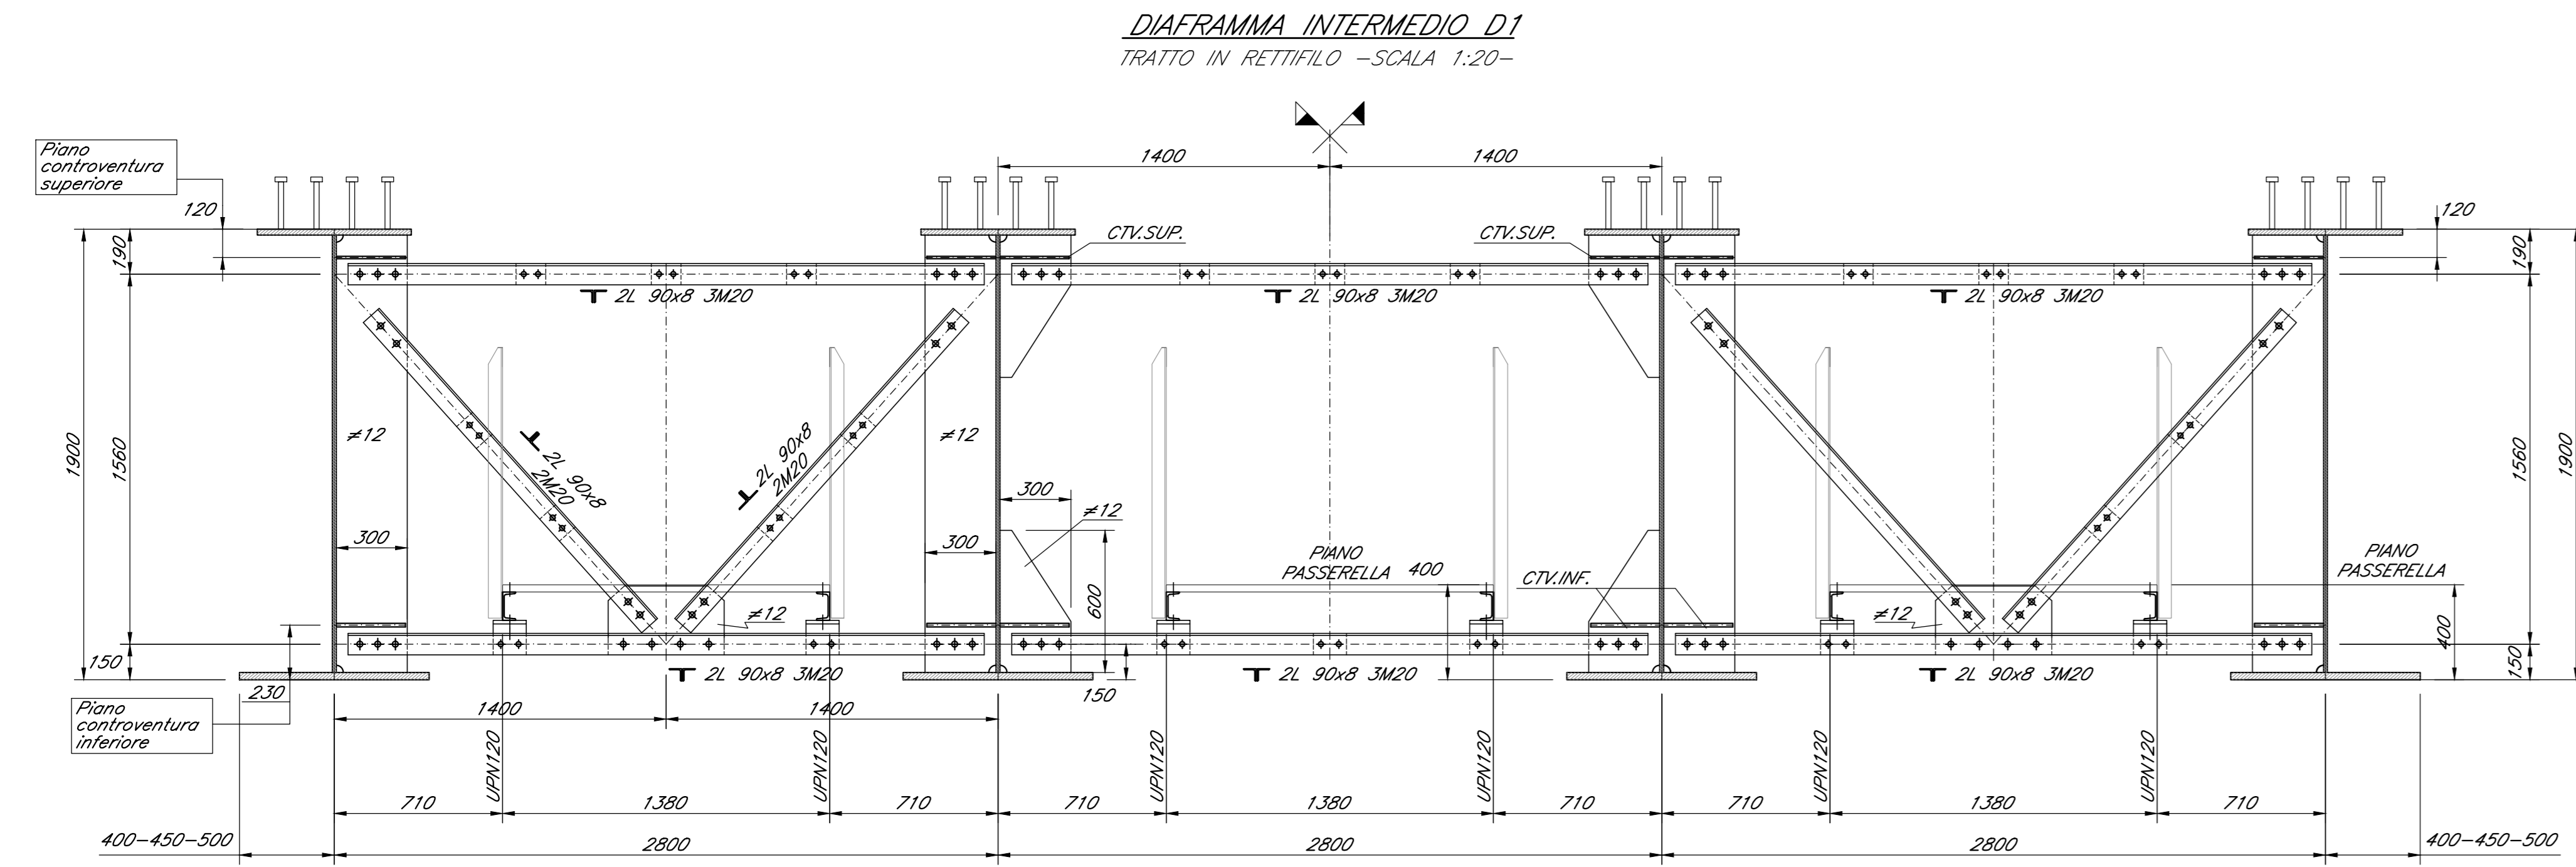 DIAFRAMMA INTERMEDIO D1
TRATTO IN RETTIFILO -SCALA 1:20-
Piano
controventura
superiore
1400
1400
120
120
190
190
CTV.SUP.
CTV.SUP.
2L 90x8 3M20
2L 90x8 3M20
2L 90x8 3M20
1900
1560
≠12
2L 90x8
2M20
2L 90x8
2M20
≠12
1560
1900
300
≠12
300
300
600
PIANO
PASSERELLA
400
CTV.INF.
PIANO
PASSERELLA
≠12
≠12
400
150
150
230
2L 90x8 3M20
150
2L 90x8 3M20
2L 90x8 3M20
Piano
controventura
inferiore
1400
1400
UPN120
UPN120
UPN120
UPN120
UPN120
UPN120
710
1380
710
710
1380
710
710
1380
710
400-450-500
2800
2800
2800
400-450-500